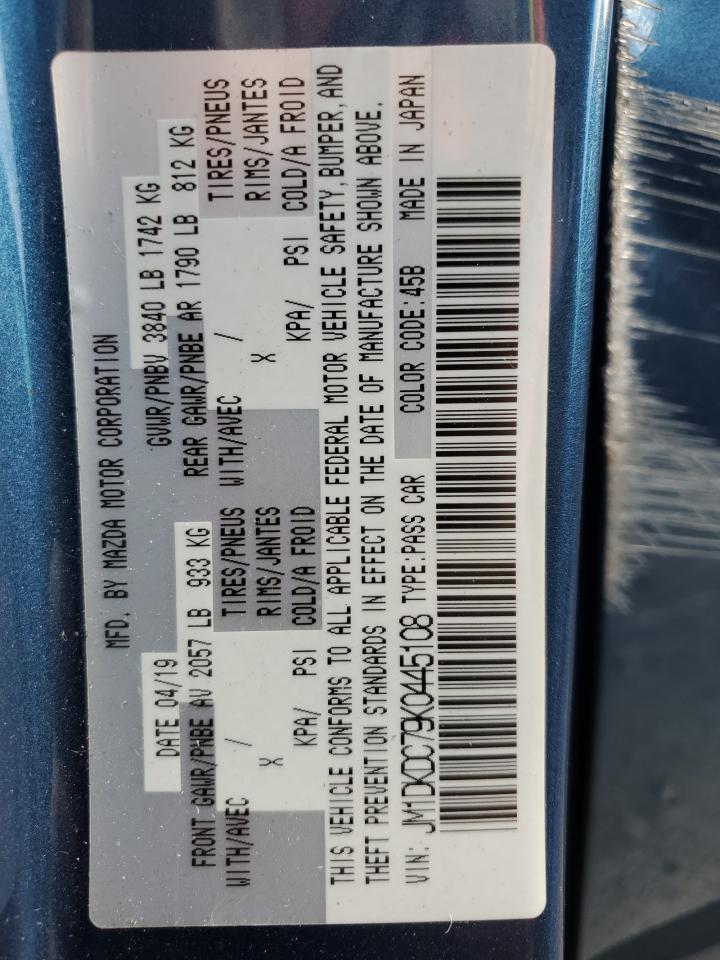 MFD. BY MAZDA MOTOR CORPORATION
DATE 04/19 GVWR/PNBV 3840 LB 1742 KG
FRONT GAWR/PNBE AV 2057 LB 933 KG REAR GAWR/PNBE AR 1790 LB 812 KG
WITH/AVEC / TIRES/PNEUS WITH/AVEC / TIRES/PNEUS
X RIMS/JANTES X RIMS/JANTES
KPA/ PSI COLD/A FROID KPA/ PSI COLD/A FROID
THIS VEHICLE CONFORMS TO ALL APPLICABLE FEDERAL MOTOR VEHICLE SAFETY, BUMPER, AND
THEFT PREVENTION STANDARDS IN EFFECT ON THE DATE OF MANUFACTURE SHOWN ABOVE.
VIN: JM1DKDC79K0445108 TYPE:PASS CAR COLOR CODE:45B MADE IN JAPAN